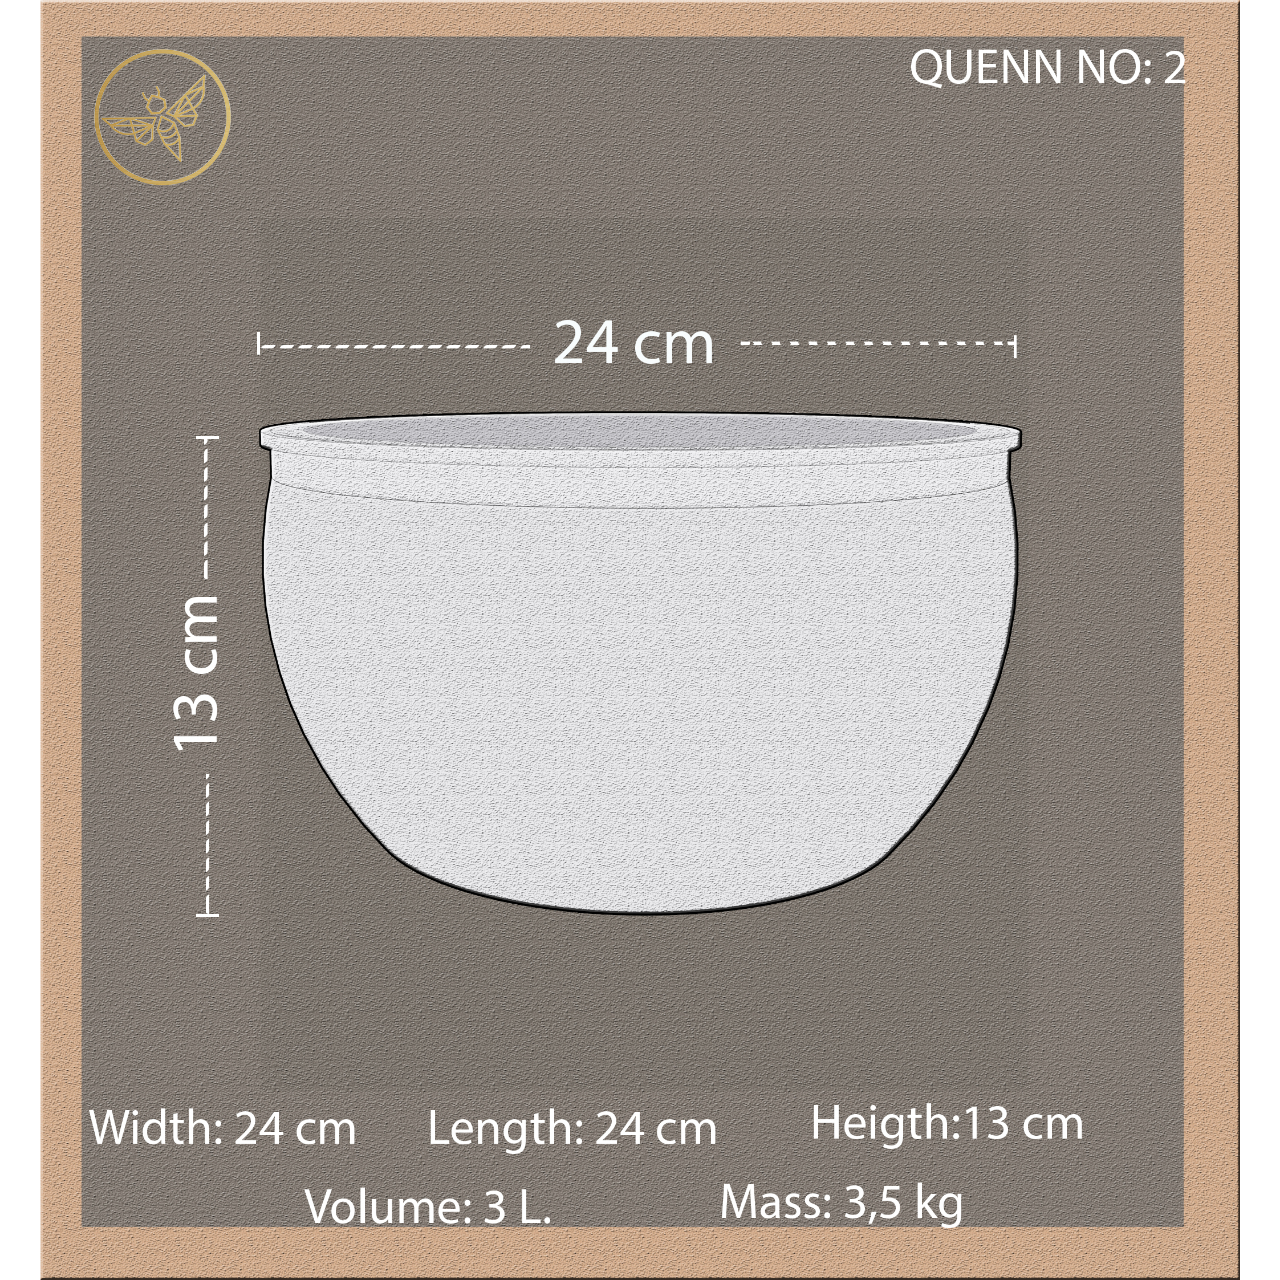 QUENN NO: 2
24 cm
13 cm
Width: 24 cm
Length: 24 cm
Heigth:13 cm
Volume: 3 L.
Mass: 3,5 kg